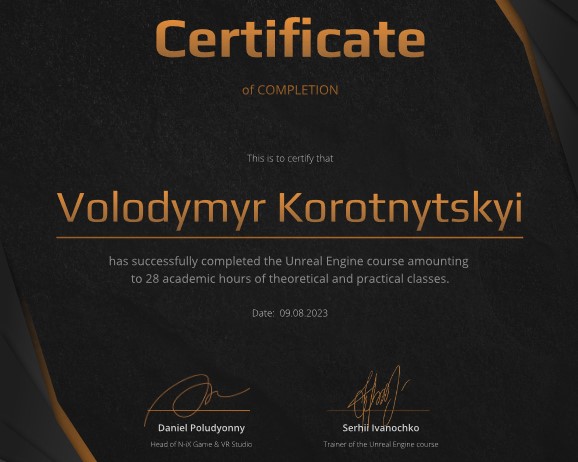 Certificate
of COMPLETION
This is to certify that
Volodymyr Korotnytskyi
has successfully completed the Unreal Engine course amounting
to 28 academic hours of theoretical and practical classes.
Date: 09.08.2023
Daniel Poludyonny
Serhii Ivanochko
Head of N-iX Game & VR Studio
Trainer of the Unreal Engine course